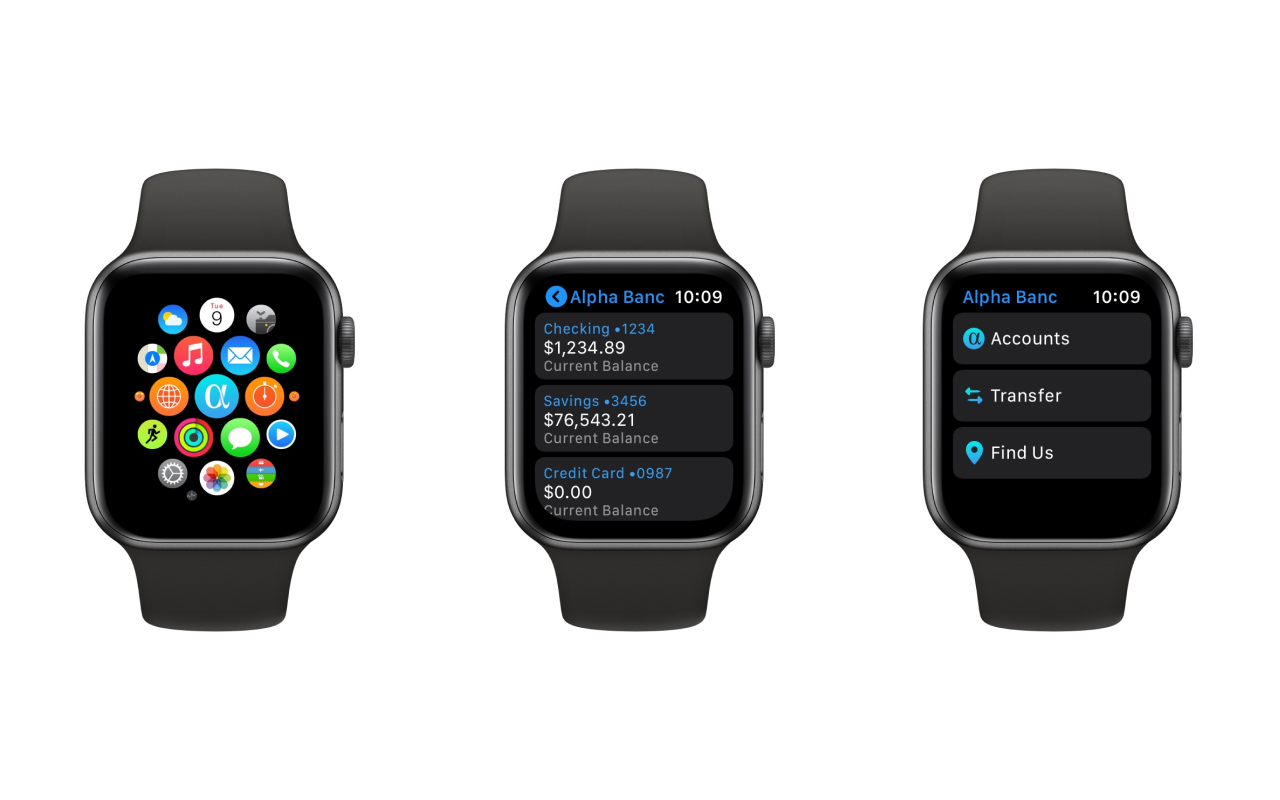 Tue
9
α
Alpha Banc 10:09
Checking •1234
$1,234.89
Current Balance
Savings •3456
$76,543.21
Current Balance
Credit Card •0987
$0.00
Current Balance
Alpha Banc 10:09
α Accounts
Transfer
Find Us